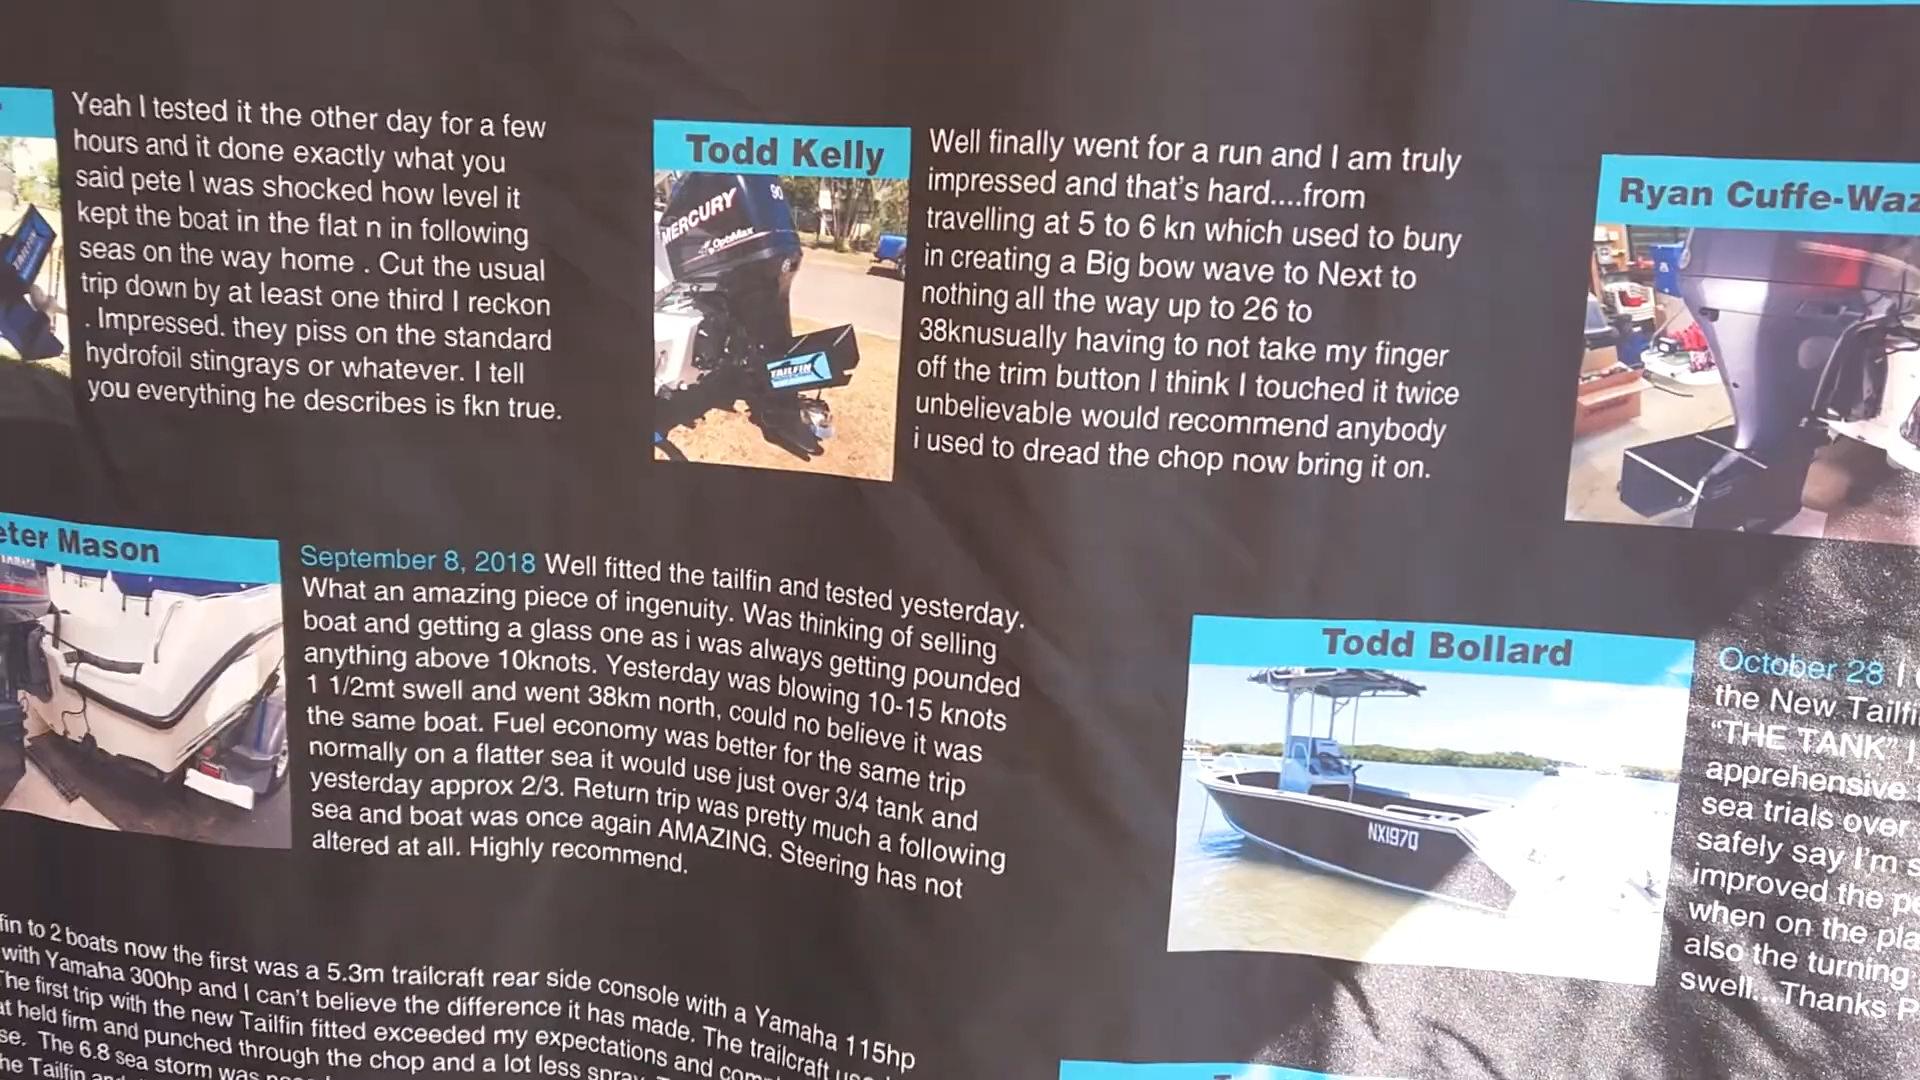 Yeah I tested it the other day for a few
hours and it done exactly what you
said pete I was shocked how level it
kept the boat in the flat n in following
seas on the way home . Cut the usual
trip down by at least one third I reckon
. Impressed. they piss on the standard
hydrofoil stingrays or whatever. I tell
you everything he describes is fkn true.
TAILFIN
Todd Kelly
MERCURY
90
OptiMax
TAILFIN
Well finally went for a run and I am truly
impressed and that's hard....from
travelling at 5 to 6 kn which used to bury
in creating a Big bow wave to Next to
nothing all the way up to 26 to
38knusually having to not take my finger
off the trim button I think I touched it twice
unbelievable would recommend anybody
i used to dread the chop now bring it on.
Ryan Cuffe-Waz
eter Mason
September 8, 2018 Well fitted the tailfin and tested yesterday.
What an amazing piece of ingenuity. Was thinking of selling
boat and getting a glass one as i was always getting pounded
anything above 10knots. Yesterday was blowing 10-15 knots
1 1/2mt swell and went 38km north, could no believe it was
the same boat. Fuel economy was better for the same trip
normally on a flatter sea it would use just over 3/4 tank and
yesterday approx 2/3. Return trip was pretty much a following
sea and boat was once again AMAZING. Steering has not
altered at all. Highly recommend.
Todd Bollard
NX197Q
October 28 I
the New Tailfi
"THE TANK" I
apprehensive
sea trials over
safely say I'm s
improved the p
when on the pla
also the turning
swell...Thanks P
fin to 2 boats now the first was a 5.3m trailcraft rear side console with a Yamaha 115hp
with Yamaha 300hp and I can't believe the difference it has made. The trailcraft
The first trip with the new Tailfin fitted exceeded my expectations and com
at held firm and punched through the chop and a lot less spray.
se. The 6.8 sea storm was
he Tailfin